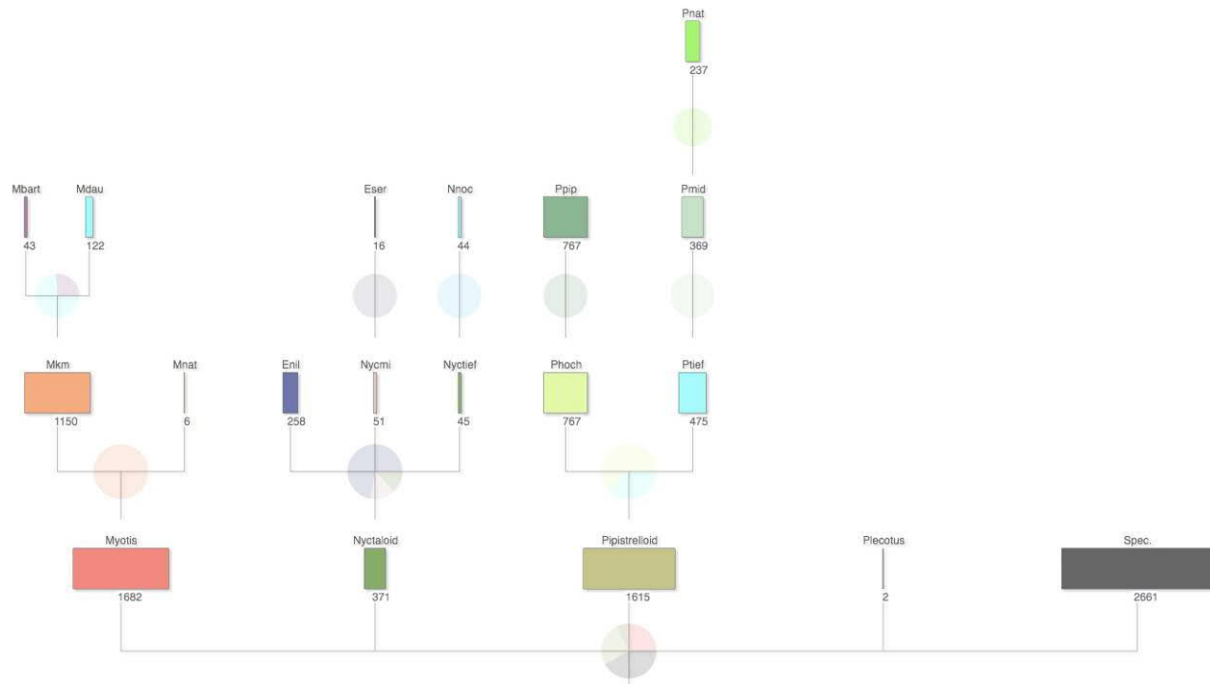 Pnat
237
Mbart Mdau Eser Nnoc Ppip Pmid
43 122 16 44 767 369
Mkm Mnat Enil Nycmi Nyctief Phoch Ptief
1150 6 258 51 45 767 475
Myotis Nyctaloid Pipistrelloid Plecotus Spec.
1682 371 1615 2 2661